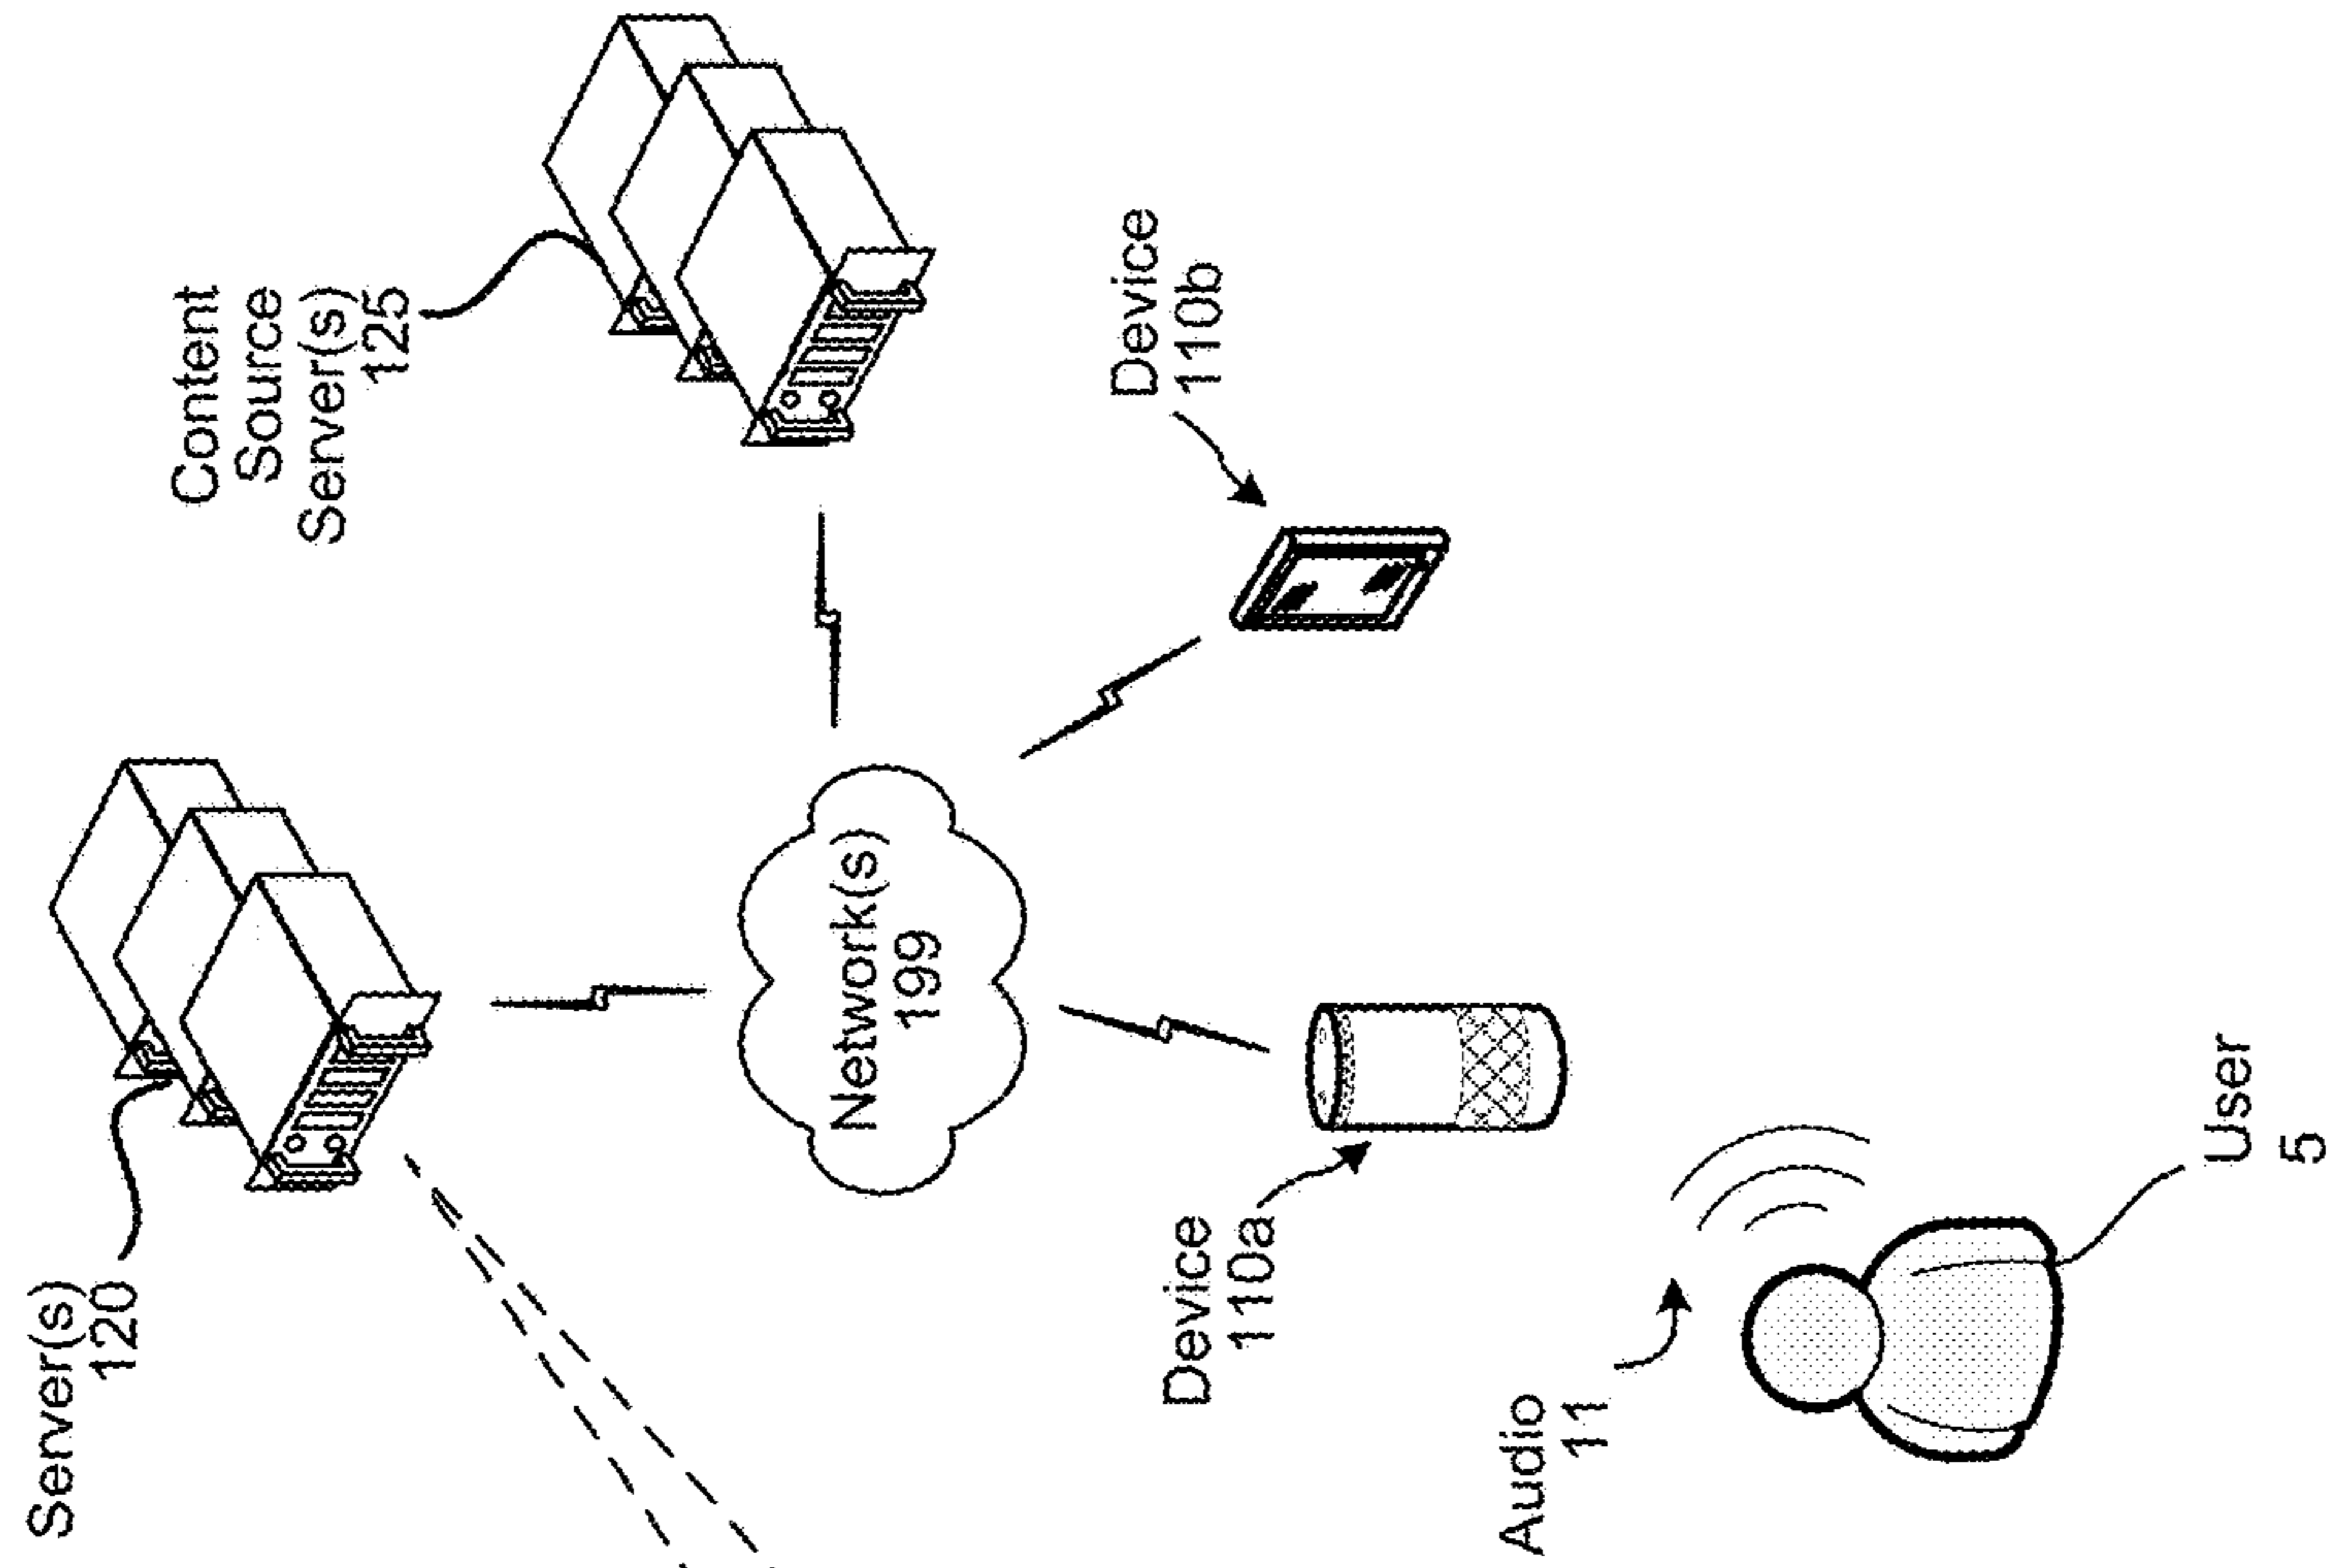 Server(s)
120
Content
Source
Server(s)
125
Network(s)
199
Device
110a
Device
110b
Audio
11
User
5